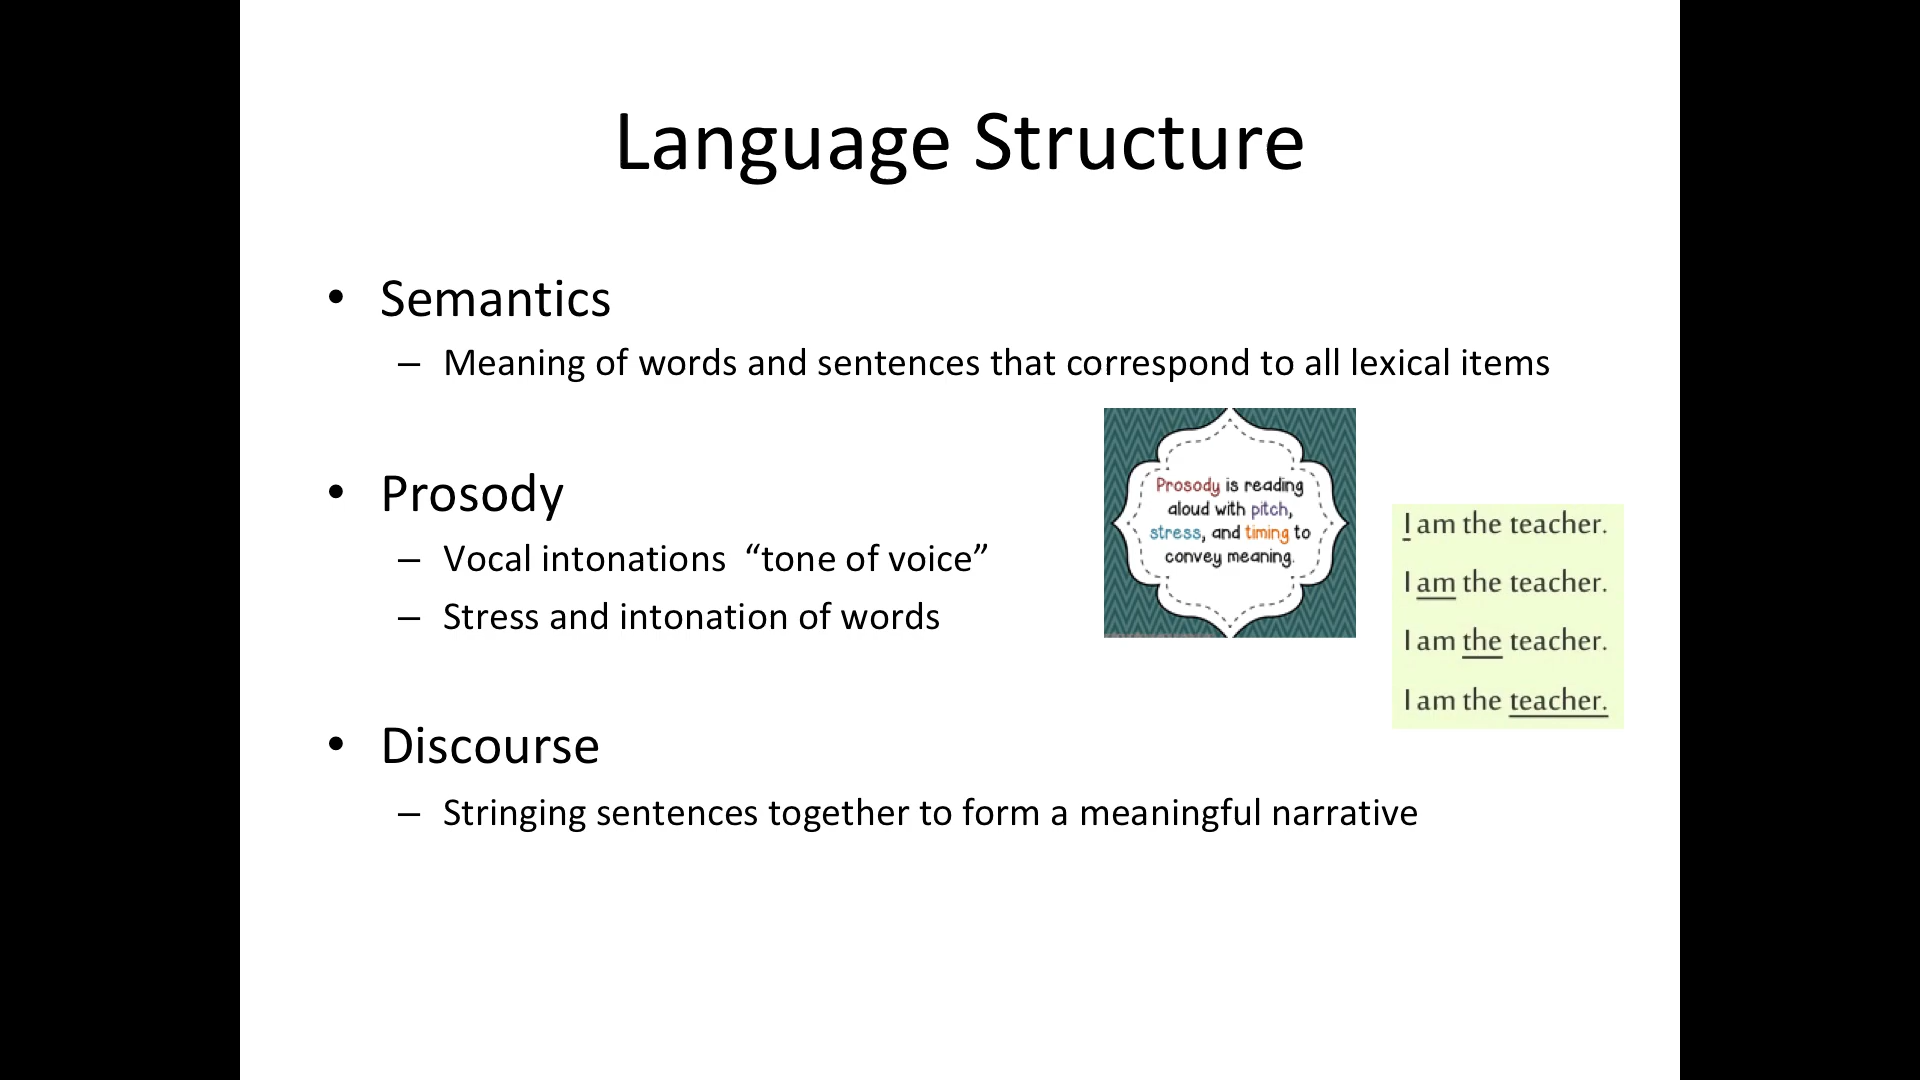 Language Structure
• Semantics
– Meaning of words and sentences that correspond to all lexical items
• Prosody
– Vocal intonations “tone of voice”
– Stress and intonation of words
Prosody is reading
aloud with pitch,
stress, and timing to
convey meaning.
I am the teacher.
I am the teacher.
I am the teacher.
I am the teacher.
• Discourse
– Stringing sentences together to form a meaningful narrative